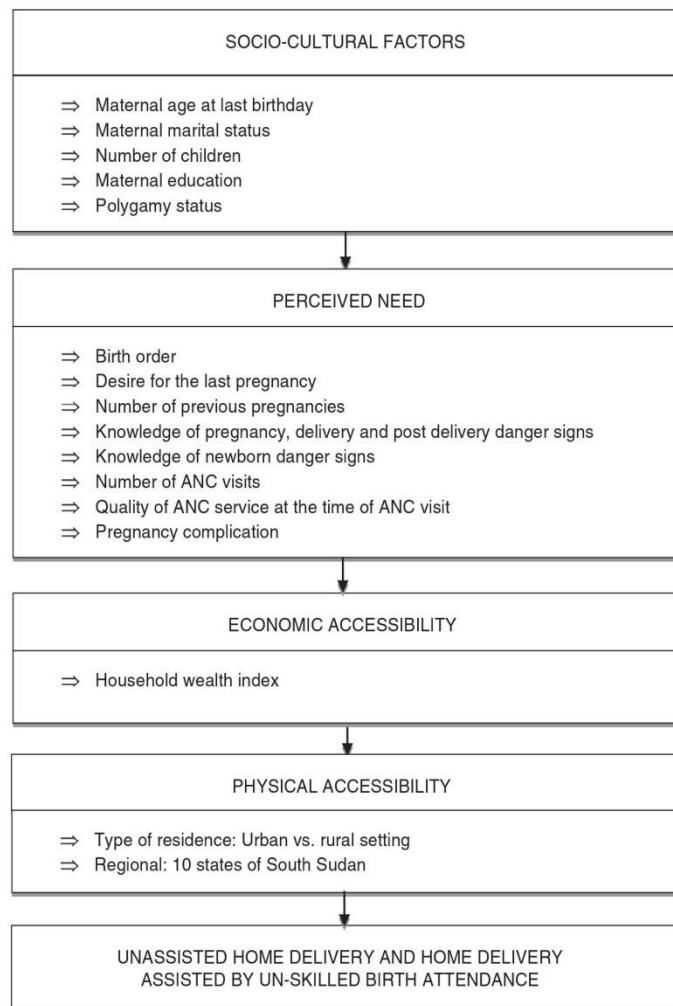 SOCIO-CULTURAL FACTORS
⇒ Maternal age at last birthday
⇒ Maternal marital status
⇒ Number of children
⇒ Maternal education
⇒ Polygamy status
PERCEIVED NEED
⇒ Birth order
⇒ Desire for the last pregnancy
⇒ Number of previous pregnancies
⇒ Knowledge of pregnancy, delivery and post delivery danger signs
⇒ Knowledge of newborn danger signs
⇒ Number of ANC visits
⇒ Quality of ANC service at the time of ANC visit
⇒ Pregnancy complication
ECONOMIC ACCESSIBILITY
⇒ Household wealth index
PHYSICAL ACCESSIBILITY
⇒ Type of residence: Urban vs. rural setting
⇒ Regional: 10 states of South Sudan
UNASSISTED HOME DELIVERY AND HOME DELIVERY
ASSISTED BY UN-SKILLED BIRTH ATTENDANCE